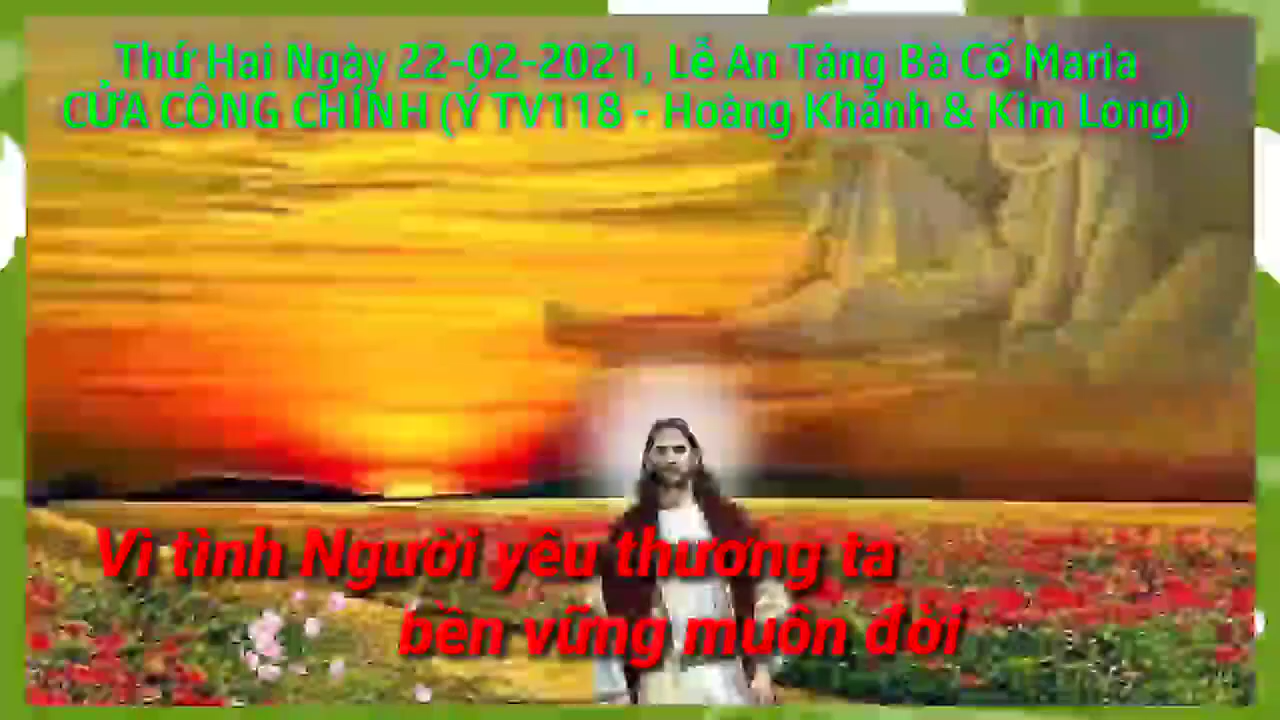 Thứ Hai Ngày 22-02-2021, Lễ An Táng Bà Cố Maria
CỬA CÔNG CHÍNH (Ý TV118 - Hoàng Khánh & Kim Long)
Vì tình Người yêu thương ta
bền vững muôn đời